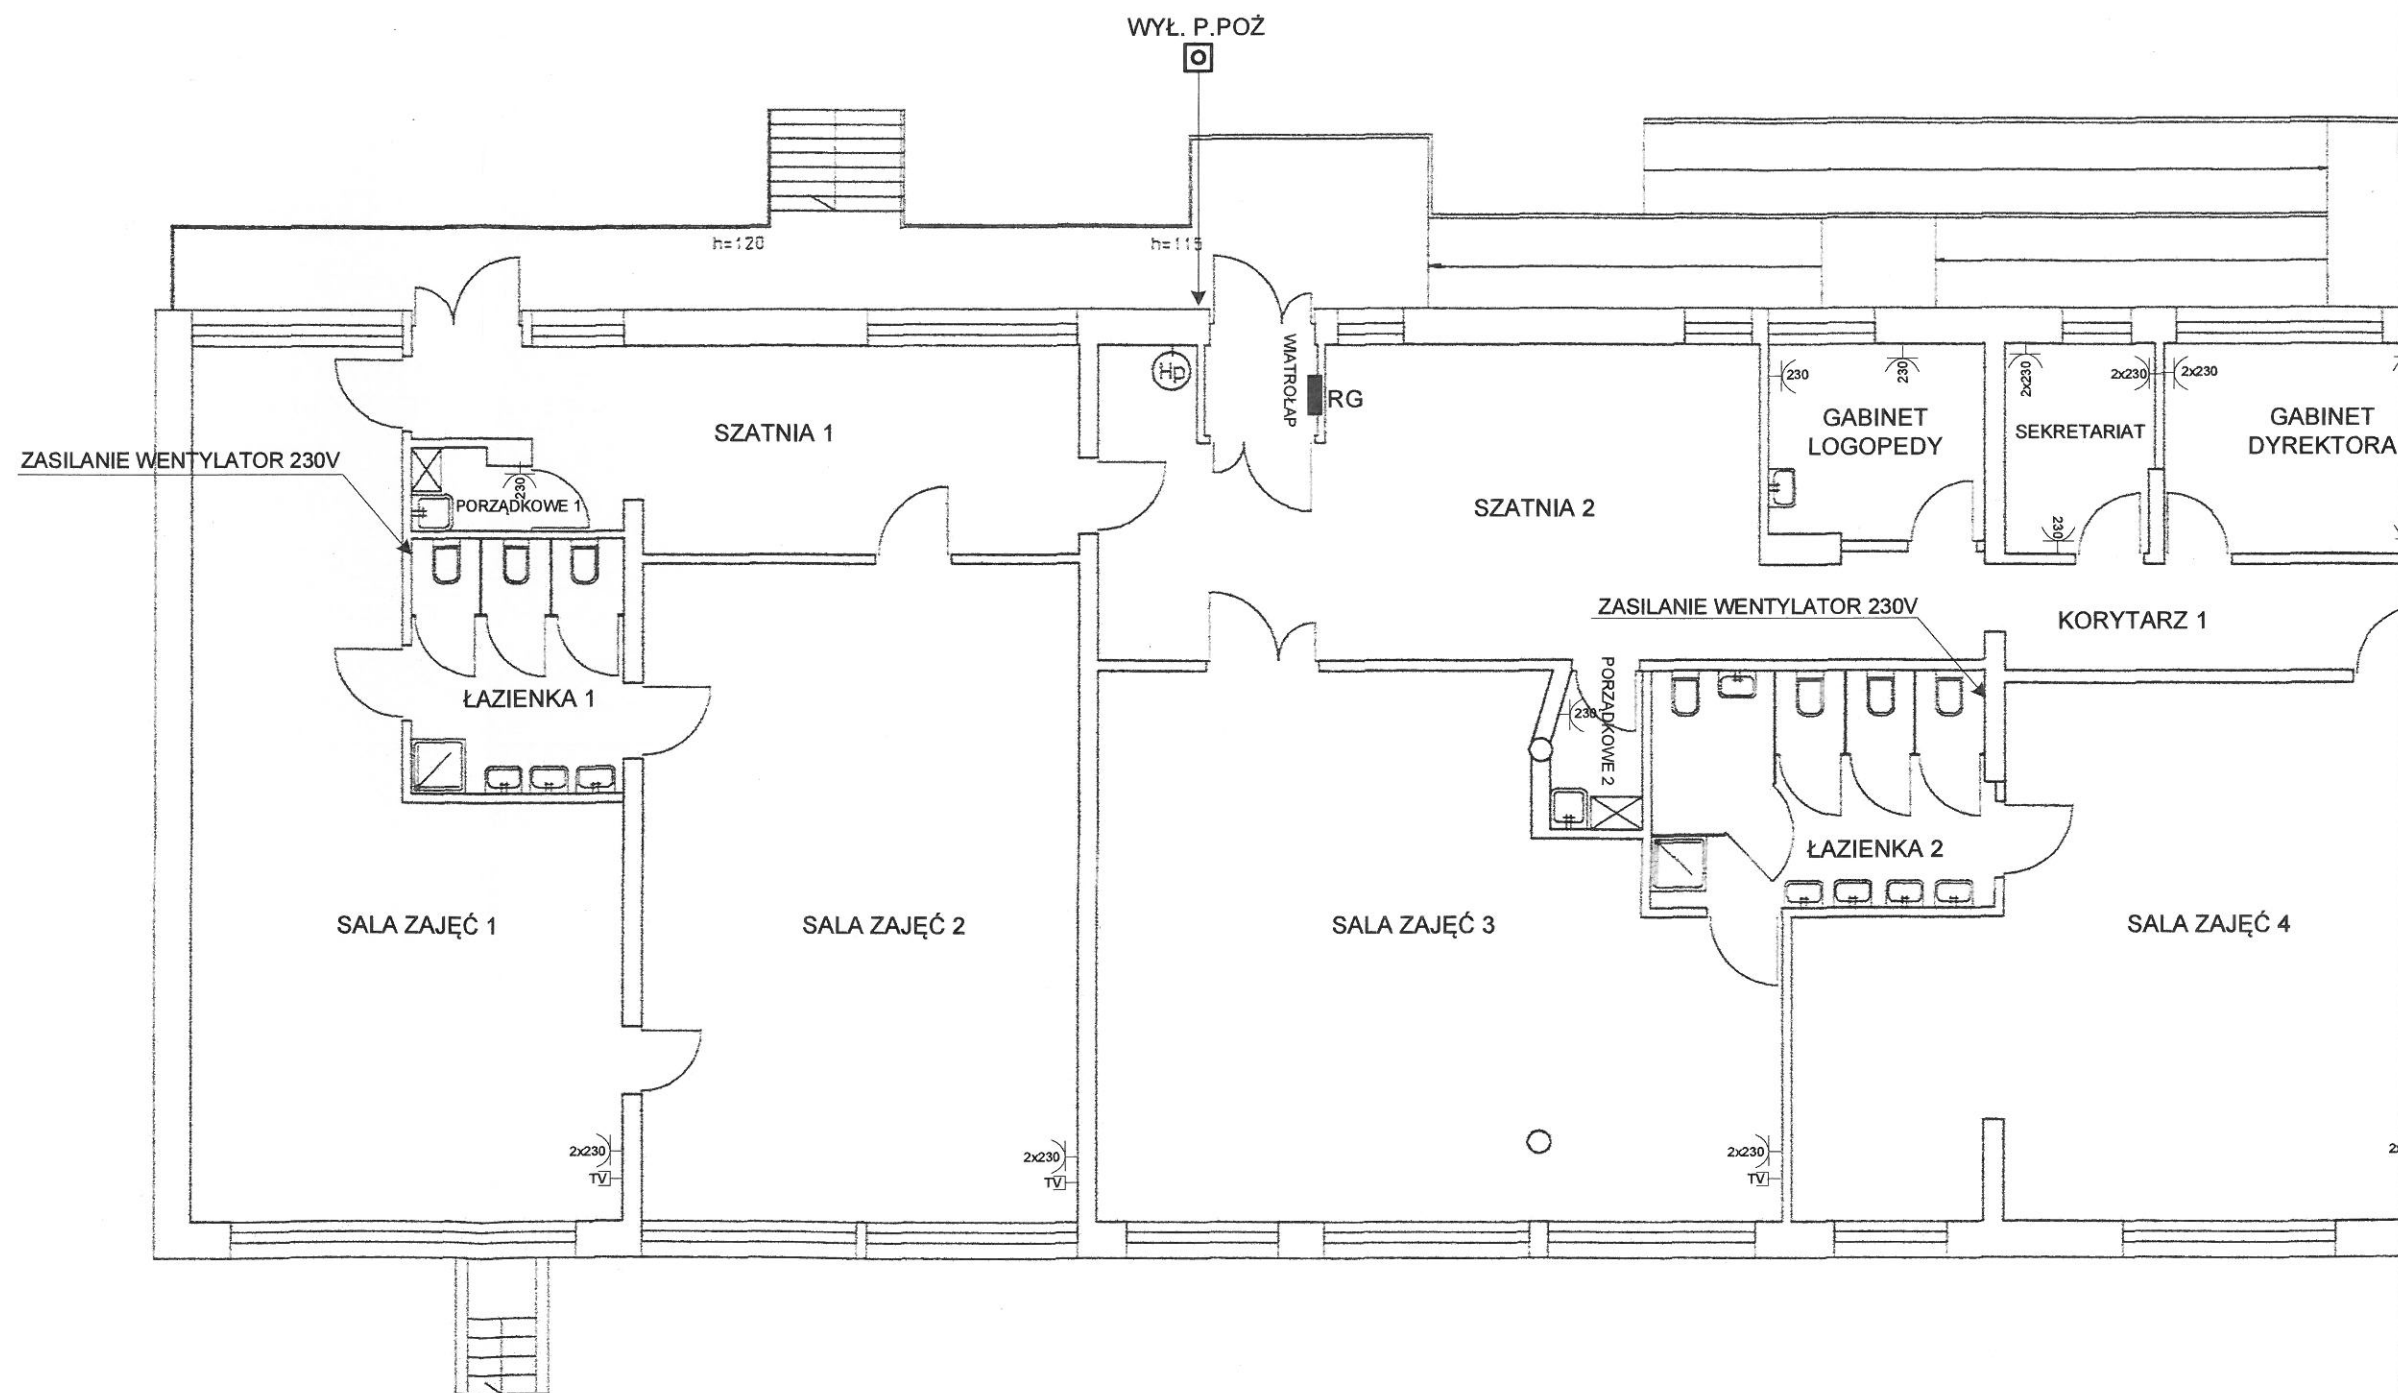 WYŁ. P.POŻ
h=120
h=115
WIATROŁAP
RG
HP
SZATNIA 1
ZASILANIE WENTYLATOR 230V
230
PORZĄDKOWE 1
SZATNIA 2
230
230
GABINET
LOGOPEDY
2x230
2x230
SEKRETARIAT
230
2x230
GABINET
DYREKTORA
ZASILANIE WENTYLATOR 230V
KORYTARZ 1
ŁAZIENKA 1
230
PORZĄDKOWE 2
ŁAZIENKA 2
SALA ZAJĘĆ 1
SALA ZAJĘĆ 2
SALA ZAJĘĆ 3
SALA ZAJĘĆ 4
2x230
TV
2x230
TV
2x230
TV